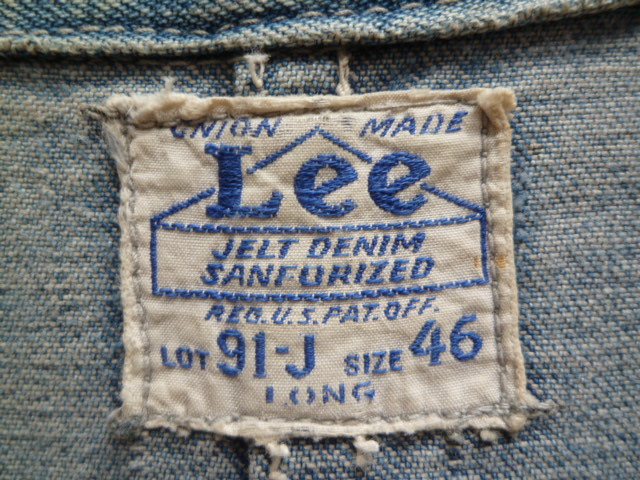 UNION MADE
Lee
JELT DENIM
SANFORIZED
REG. U.S. PAT. OFF.
LOT 91-J SIZE 46
LONG